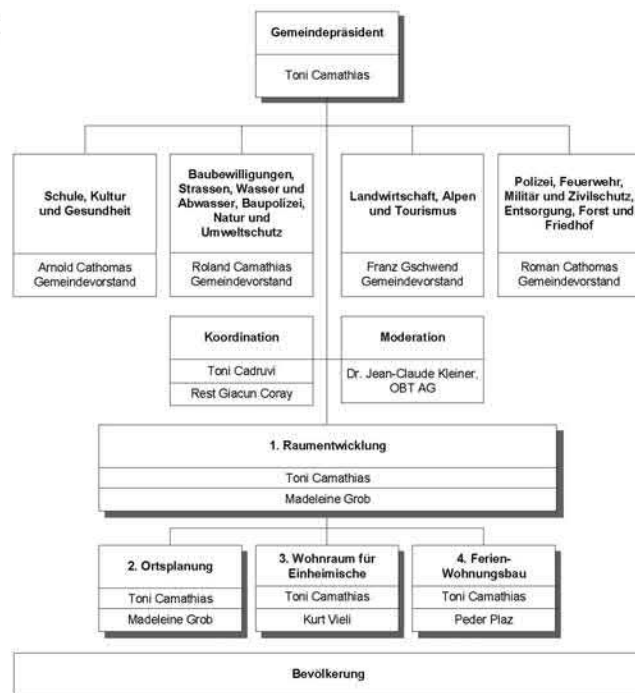 Gemeindepräsident
Toni Camathias
Schule, Kultur
und Gesundheit
Arnold Cathomas
Gemeindevorstand
Baubewilligungen,
Strassen, Wasser und
Abwasser, Baupolizei,
Natur und
Umweltschutz
Roland Camathias
Gemeindevorstand
Landwirtschaft, Alpen
und Tourismus
Franz Gschwend
Gemeindevorstand
Polizei, Feuerwehr,
Militär und Zivilschutz,
Entsorgung, Forst und
Friedhof
Roman Cathomas
Gemeindevorstand
Koordination
Toni Cadruvi
Rest Giacun Coray
Moderation
Dr. Jean-Claude Kleiner,
OBT AG
1. Raumentwicklung
Toni Camathias
Madeleine Grob
2. Ortsplanung
Toni Camathias
Madeleine Grob
3. Wohnraum für
Einheimische
Toni Camathias
Kurt Vieli
4. Ferien-
Wohnungsbau
Toni Camathias
Peder Plaz
Bevölkerung